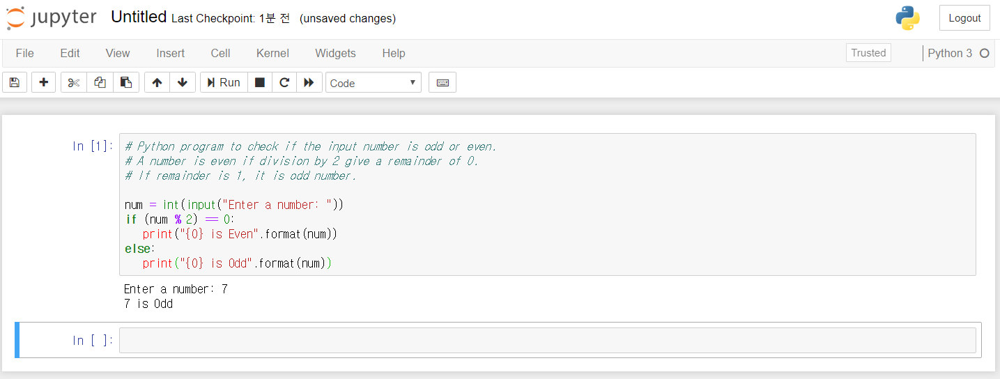 jupyter Untitled Last Checkpoint: 1분 전 (unsaved changes) Logout
File Edit View Insert Cell Kernel Widgets Help Trusted Python 3
Run Code
In [1]: # Python program to check if the input number is odd or even.
# A number is even if division by 2 give a remainder of 0.
# If remainder is 1, it is odd number.
num = int(input("Enter a number: "))
if (num % 2) == 0:
print("{0} is Even".format(num))
else:
print("{0} is Odd".format(num))
Enter a number: 7
7 is Odd
In [ ]: